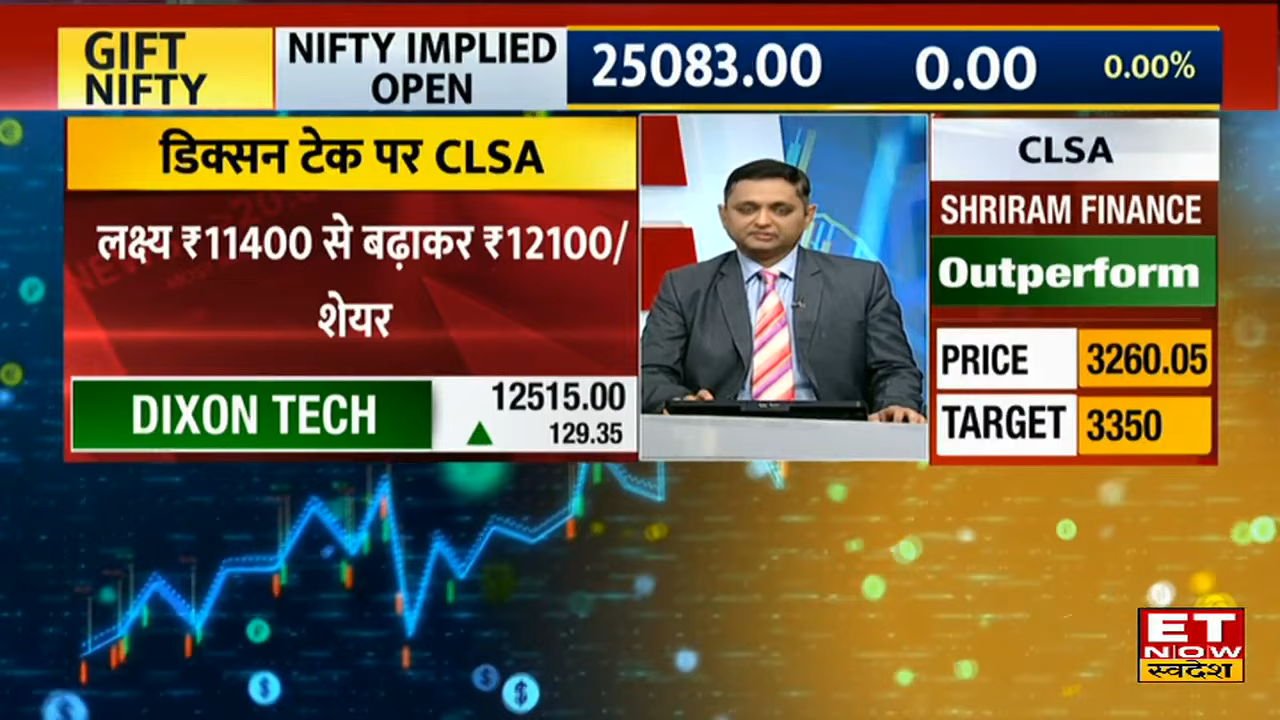 GIFT
NIFTY
NIFTY IMPLIED
OPEN
25083.00
0.00
0.00%
डिक्सन टेक पर CLSA
लक्ष्य ₹11400 से बढ़ाकर ₹12100/
शेयर
DIXON TECH
12515.00
129.35
CLSA
SHRIRAM FINANCE
Outperform
PRICE
3260.05
TARGET
3350
ET
NOW
स्वदेश